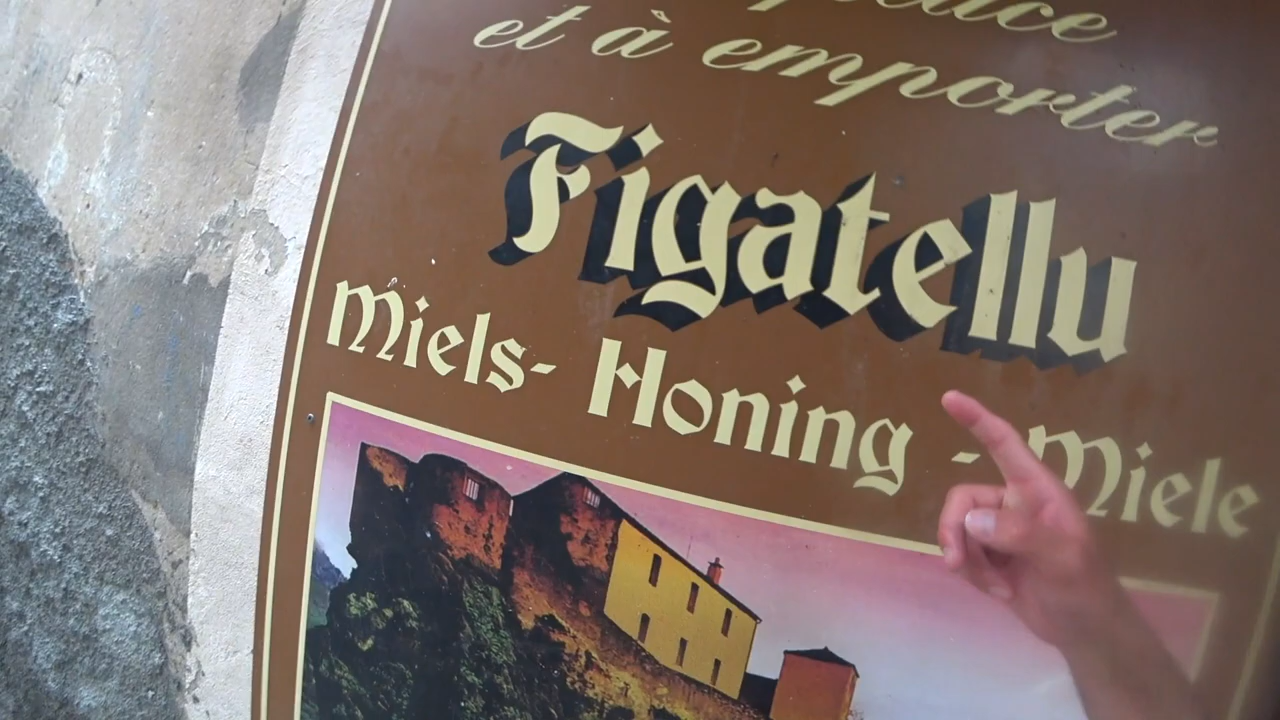 et à emporter
Figatellu
Miels- Honing - Miele